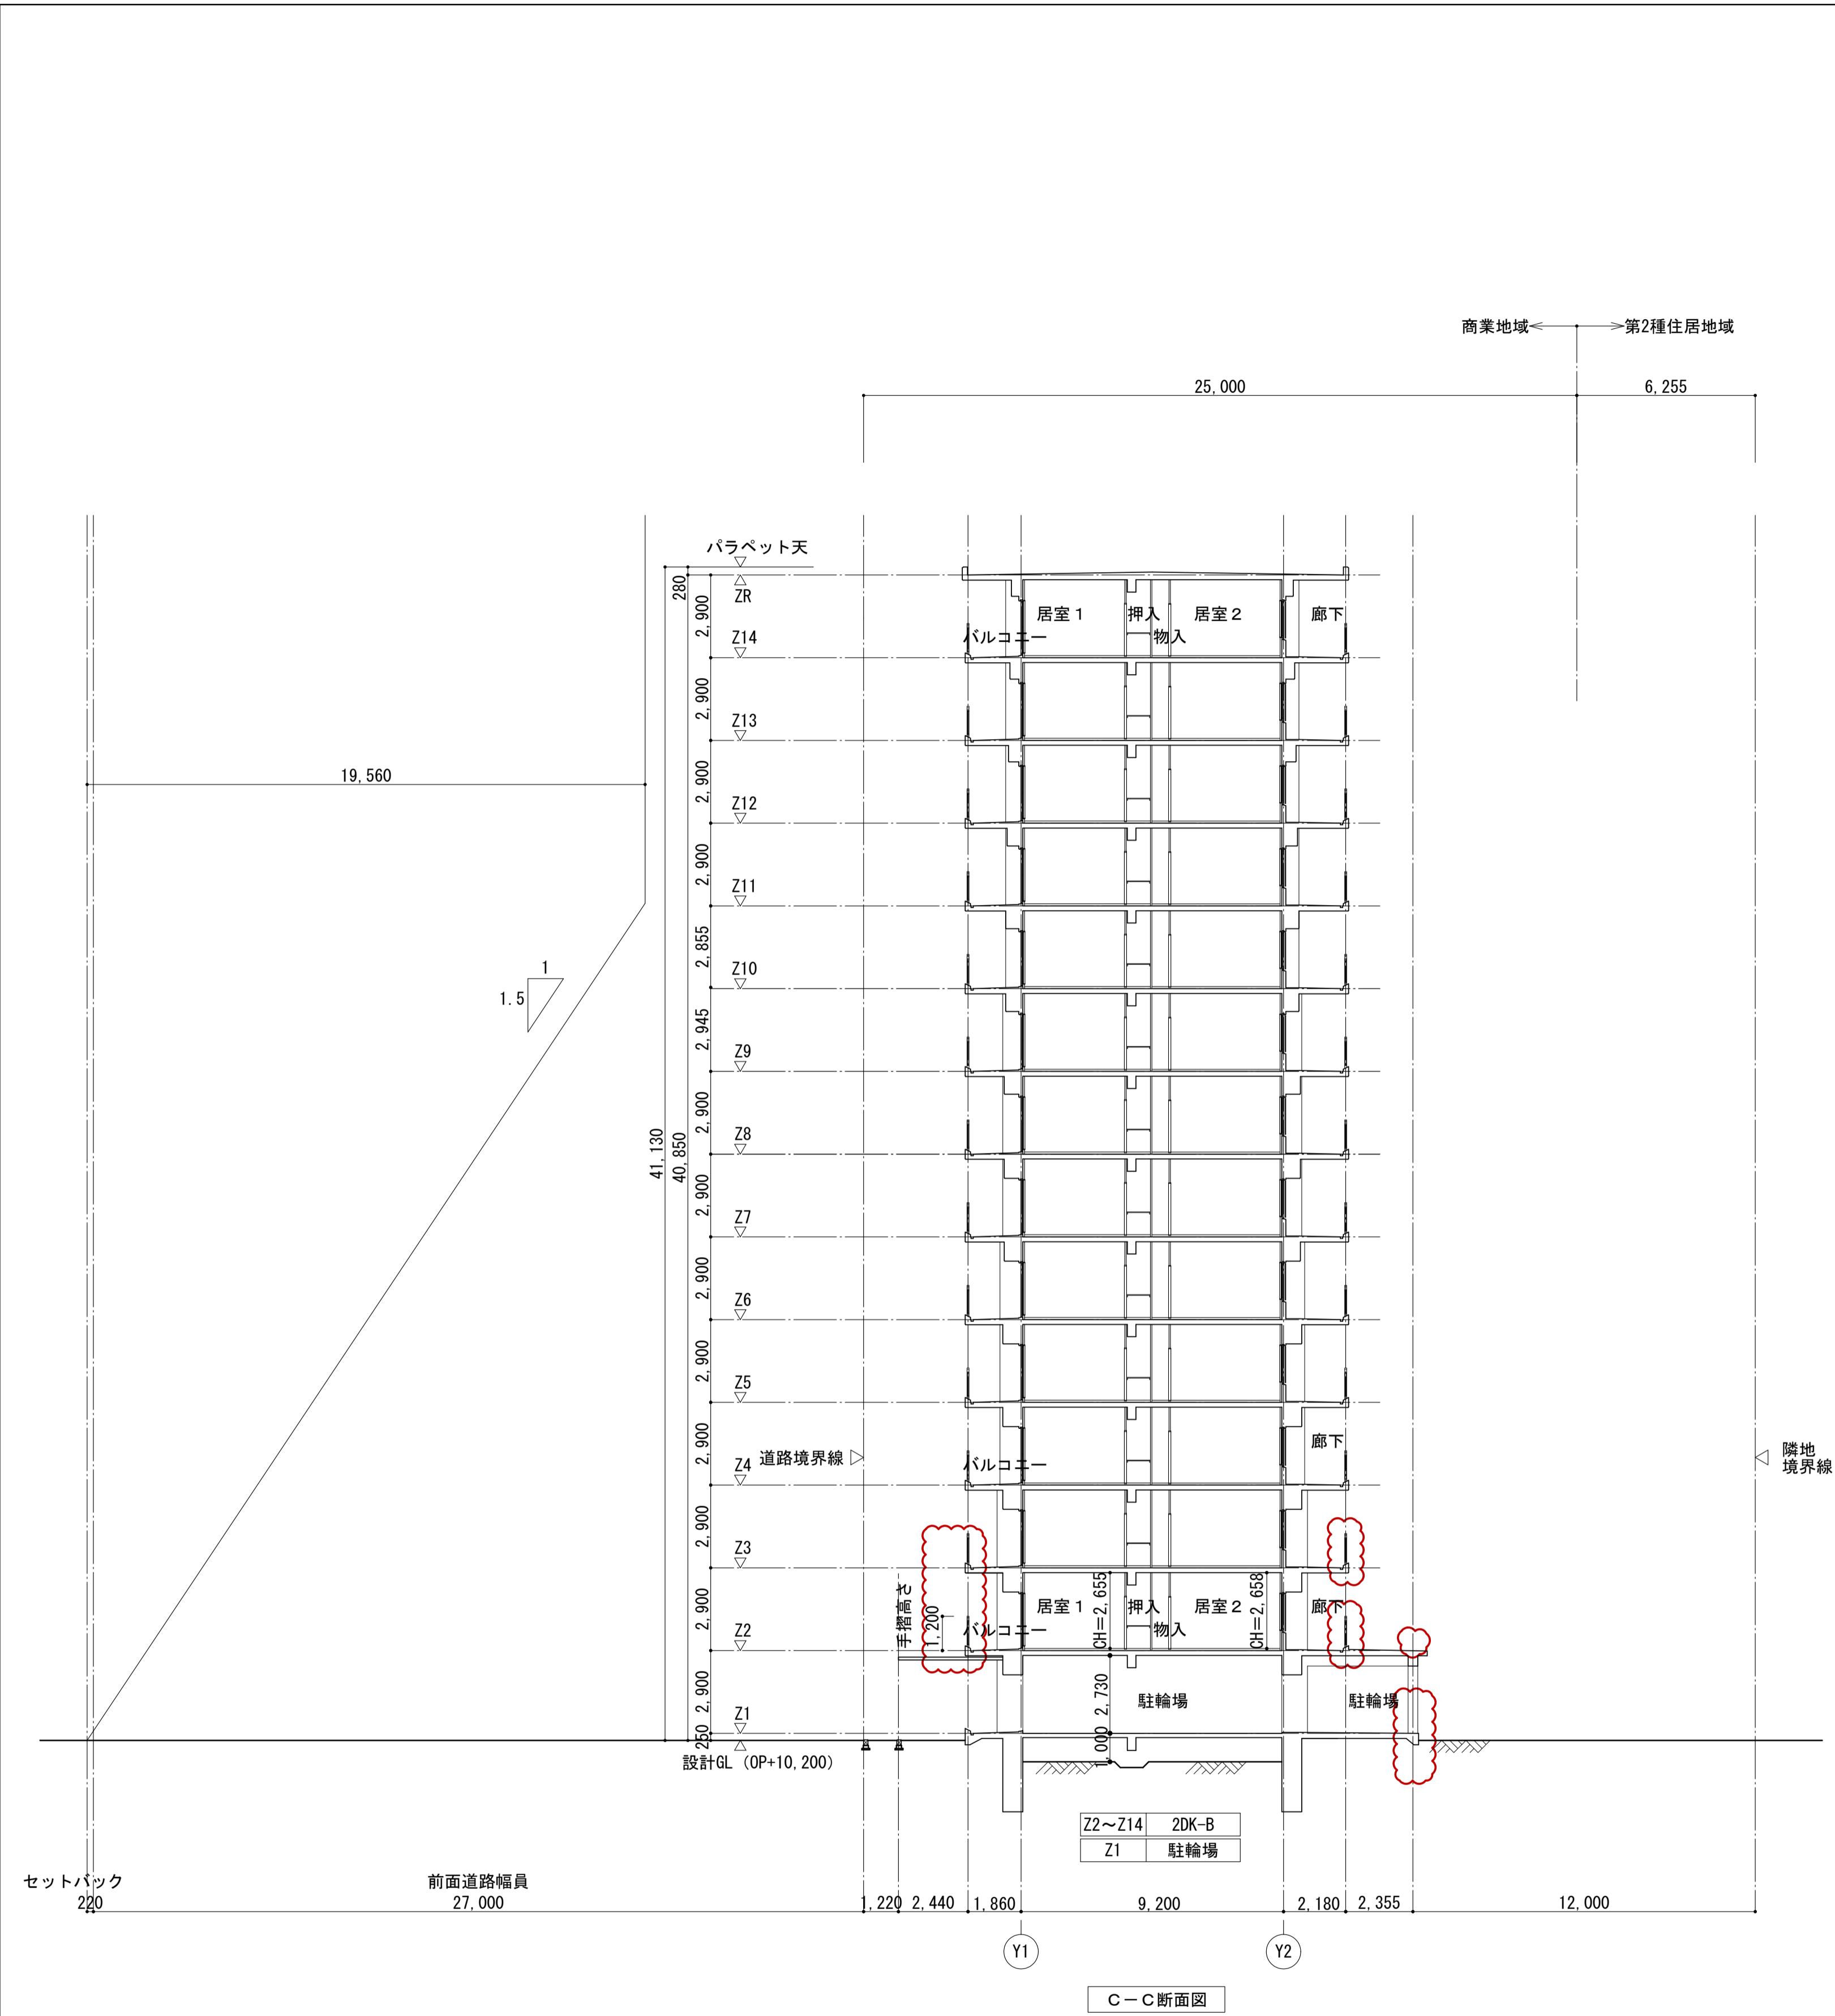 商業地域
第2種住居地域
25,000
6,255
パラペット天
280
ZR
2,900
居室1
押入
居室2
廊下
Z14
バルコニー
物入
2,900
Z13
19,560
2,900
Z12
2,900
Z11
2,855
1
Z10
1.5
2,945
Z9
2,900
41,130
40,850
Z8
2,900
Z7
2,900
Z6
2,900
Z5
2,900
廊下
Z4
道路境界線
バルコニー
隣地
境界線
2,900
Z3
2,900
手摺高さ
1,200
居室1
CH=2,655
押入
居室2
CH=2,658
廊下
Z2
バルコニー
物入
2,900
2,730
駐輪場
駐輪場
Z1
250
1,000
設計GL (OP+10,200)
Z2~Z14 2DK-B
Z1 駐輪場
セットバック
前面道路幅員
220
27,000
1,220
2,440
1,860
9,200
2,180
2,355
12,000
Y1
Y2
C-C断面図